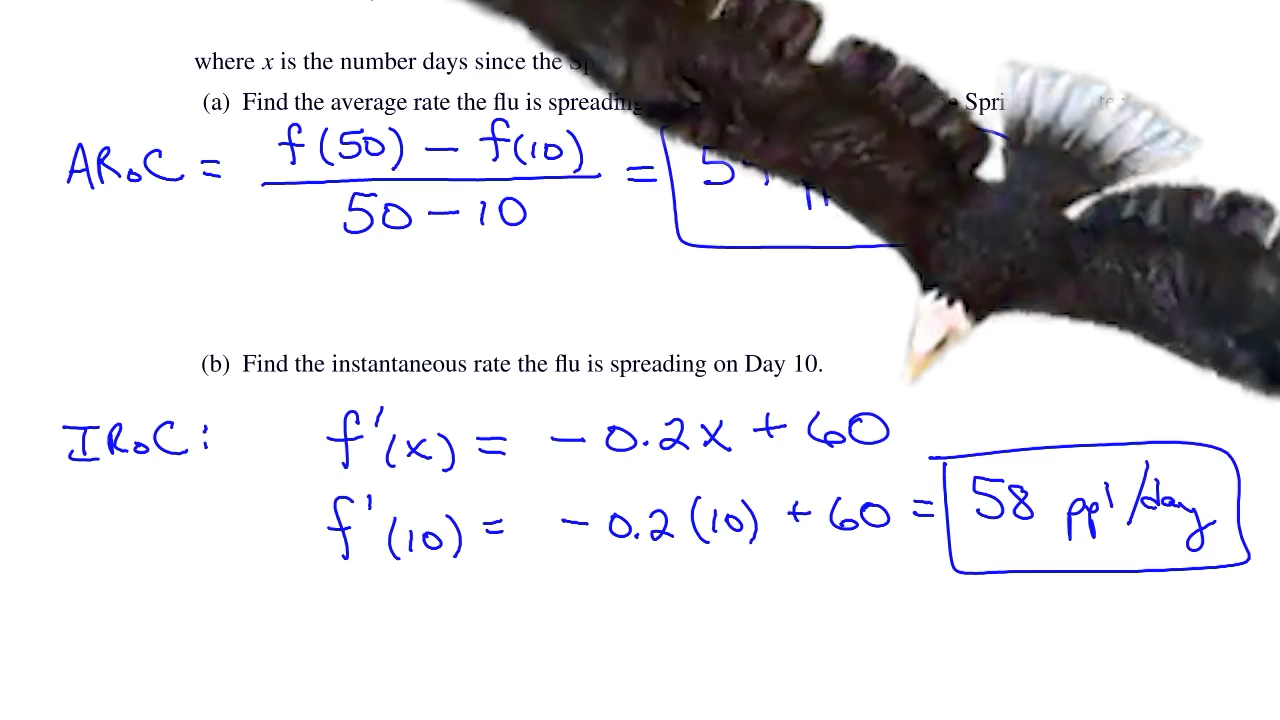 where x is the number days since the
(a) Find the average rate the flu is spreading Spri
ARoC = f(50) – f(10) = 5
50 – 10
(b) Find the instantaneous rate the flu is spreading on Day 10.
IRoC: f'(x) = – 0.2x + 60
f'(10) = – 0.2(10) + 60 = 58 ppl/day